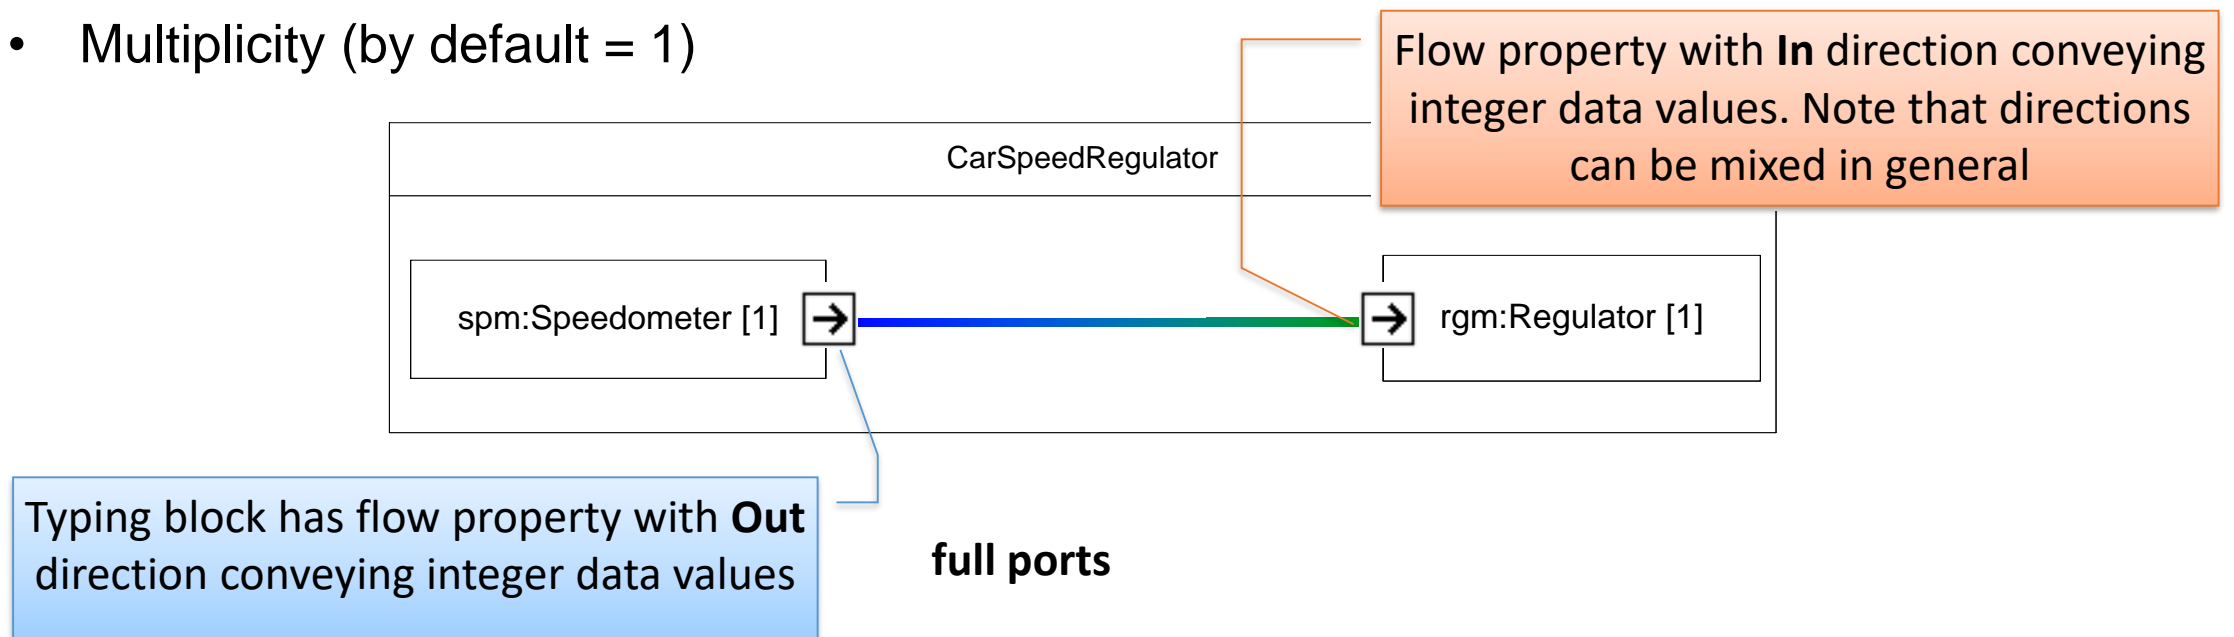 • Multiplicity (by default = 1)
Flow property with In direction conveying
integer data values. Note that directions
can be mixed in general
CarSpeedRegulator
spm:Speedometer [1]
rgm:Regulator [1]
Typing block has flow property with Out
direction conveying integer data values
full ports